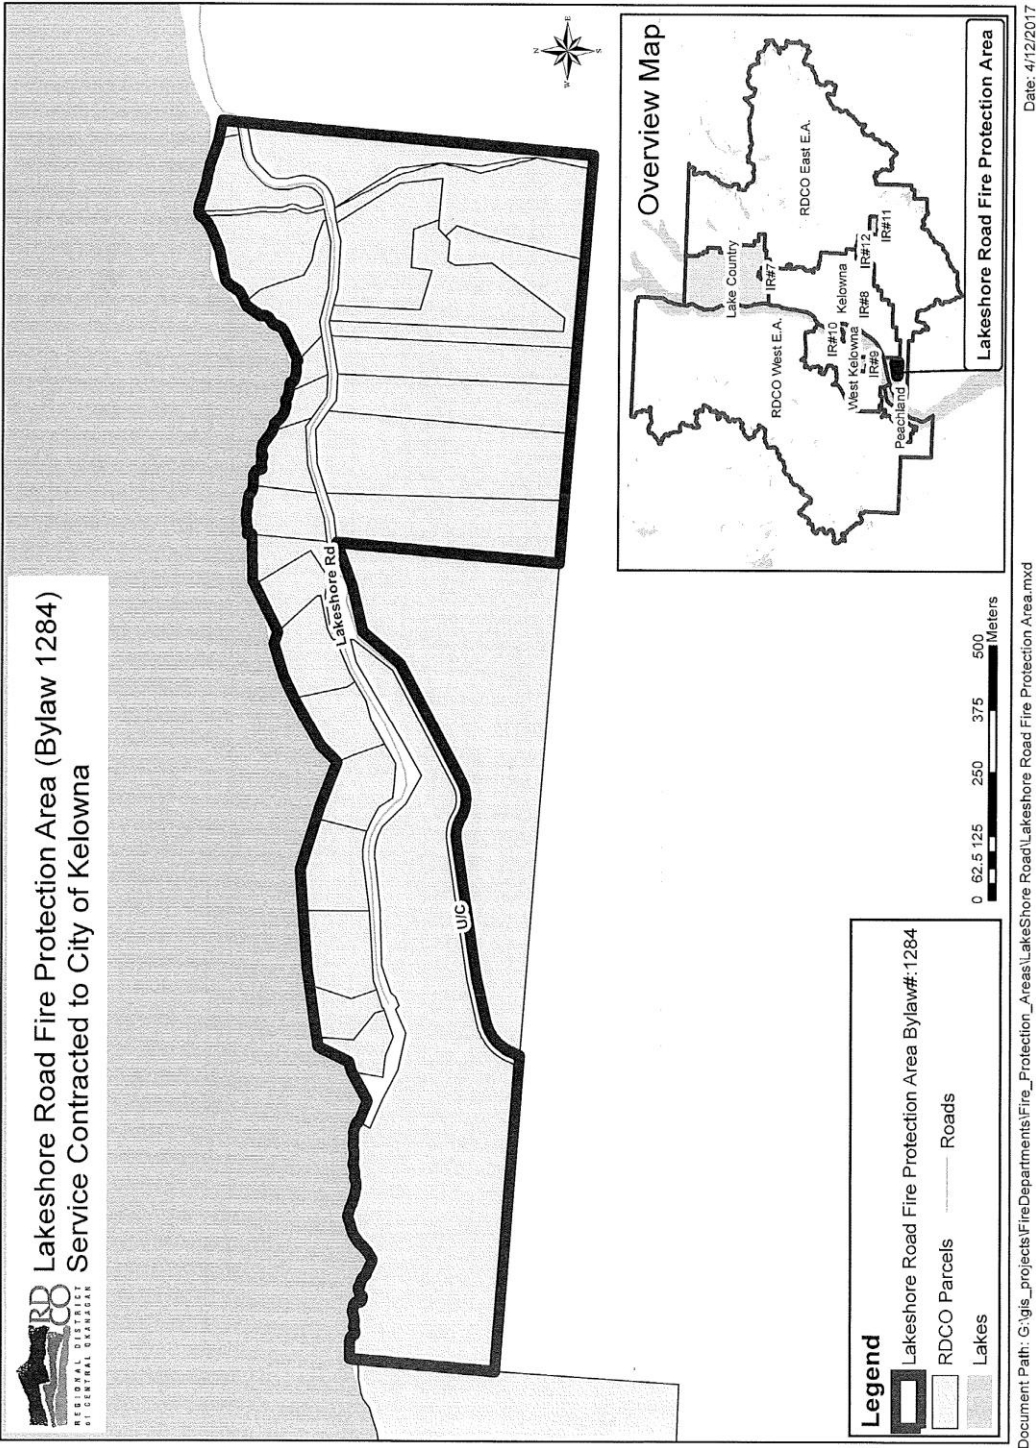 RD
CO
REGIONAL DISTRICT
of CENTRAL OKANAGAN
Lakeshore Road Fire Protection Area (Bylaw 1284)
Service Contracted to City of Kelowna
Lakeshore Rd
U/C
N
E
S
W
Legend
Lakeshore Road Fire Protection Area Bylaw#:1284
RDCO Parcels
Roads
Lakes
0 62.5 125 250 375 500
Meters
Overview Map
Lake Country
IR#7
RDCO East E.A.
RDCO West E.A.
IR#10
Kelowna
IR#12
West Kelowna
IR#8
IR#11
IR#9
Peachland
Lakeshore Road Fire Protection Area
Document Path: G:\gis_projects\FireDepartments\Fire_Protection_Areas\LakeShore Road\Lakeshore Road Fire Protection Area.mxd
Date: 4/12/2017